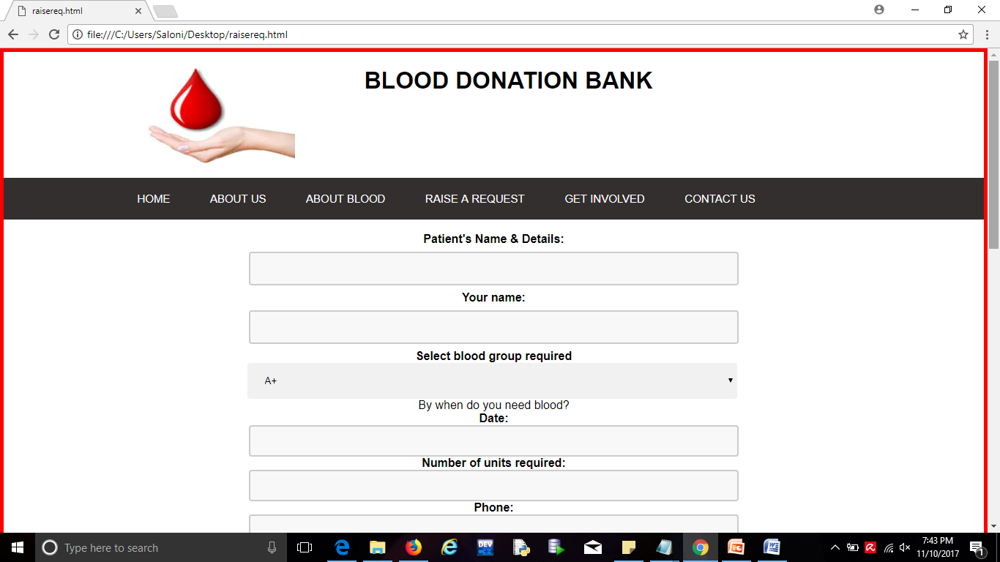 raisereq.html
file:///C:/Users/Saloni/Desktop/raisereq.html
BLOOD DONATION BANK
HOME ABOUT US ABOUT BLOOD RAISE A REQUEST GET INVOLVED CONTACT US
Patient's Name & Details:
Your name:
Select blood group required
A+
By when do you need blood?
Date:
Number of units required:
Phone:
Type here to search
DEV
7:43 PM
11/10/2017
1